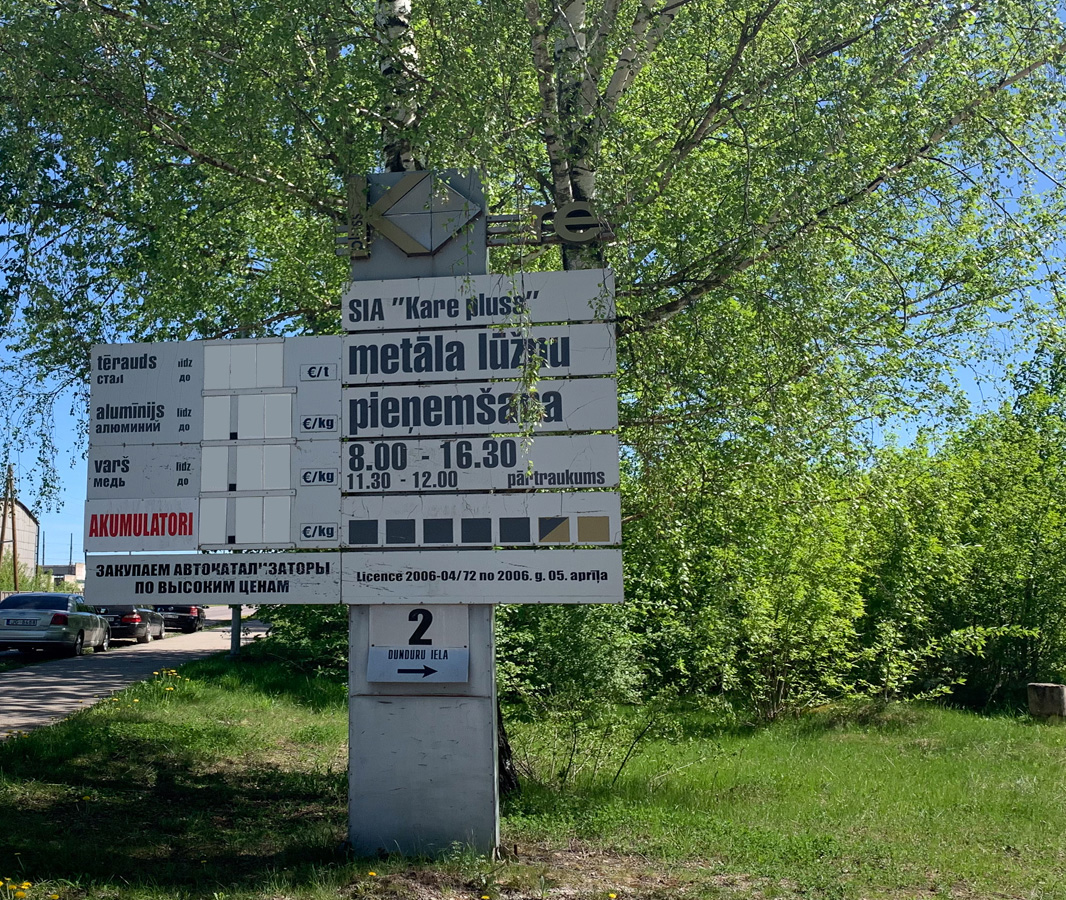 pluss
K re
SIA "Kare pluss"
metāla lūžņu
pieņemšana
8.00 - 16.30
11.30 - 12.00 pārtraukums
Licence 2006-04/72 no 2006. g. 05. aprīļa
tērauds līdz €/t
сталь до
alumīnijs līdz €/kg
алюминий до
varš līdz €/kg
медь до
AKUMULATORI €/kg
ЗАКУПАЕМ АВТОКАТАЛИЗАТОРЫ
ПО ВЫСОКИМ ЦЕНАМ
2
DUNDURU IELA